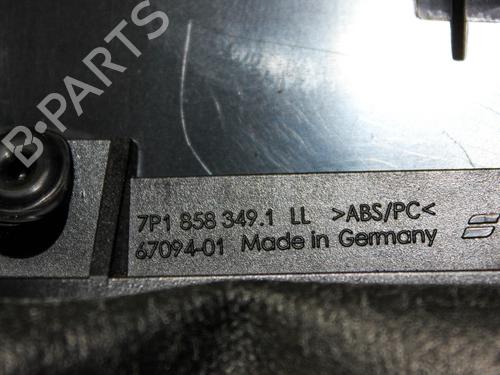 B-PARTS
7P1 858 349.1 LL >ABS/PC<
67094-01 Made in Germany